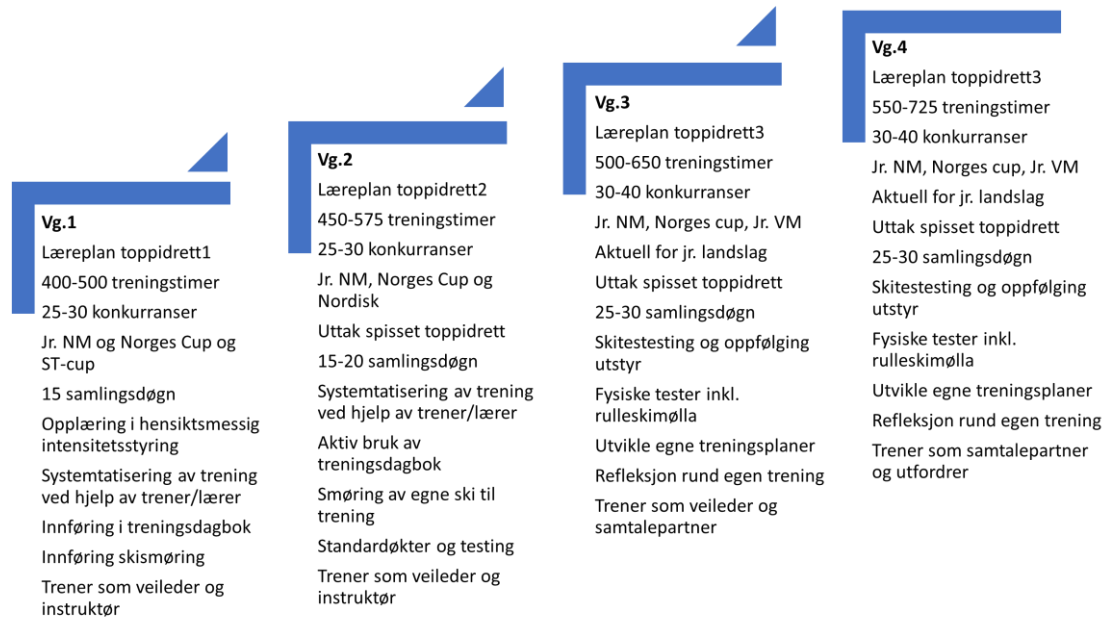 Vg.1
Læreplan toppidrett1
400-500 treningstimer
25-30 konkurranser
Jr. NM og Norges Cup og
ST-cup
15 samlingsdøgn
Opplæring i hensiktsmessig
intensitetsstyring
Systemtatisering av trening
ved hjelp av trener/lærer
Innføring i treningsdagbok
Innføring skismøring
Trener som veileder og
instruktør
Vg.2
Læreplan toppidrett2
450-575 treningstimer
25-30 konkurranser
Jr. NM, Norges Cup og
Nordisk
Uttak spisset toppidrett
15-20 samlingsdøgn
Systemtatisering av trening
ved hjelp av trener/lærer
Aktiv bruk av
treningsdagbok
Smøring av egne ski til
trening
Standardøkter og testing
Trener som veileder og
instruktør
Vg.3
Læreplan toppidrett3
500-650 treningstimer
30-40 konkurranser
Jr. NM, Norges cup, Jr. VM
Aktuell for jr. landslag
Uttak spisset toppidrett
25-30 samlingsdøgn
Skitestesting og oppfølging
utstyr
Fysiske tester inkl.
rulleskimølla
Utvikle egne treningsplaner
Refleksjon rund egen trening
Trener som veileder og
samtalepartner
Vg.4
Læreplan toppidrett3
550-725 treningstimer
30-40 konkurranser
Jr. NM, Norges cup, Jr. VM
Aktuell for jr. landslag
Uttak spisset toppidrett
25-30 samlingsdøgn
Skitestesting og oppfølging
utstyr
Fysiske tester inkl.
rulleskimølla
Utvikle egne treningsplaner
Refleksjon rund egen trening
Trener som samtalepartner
og utfordrer